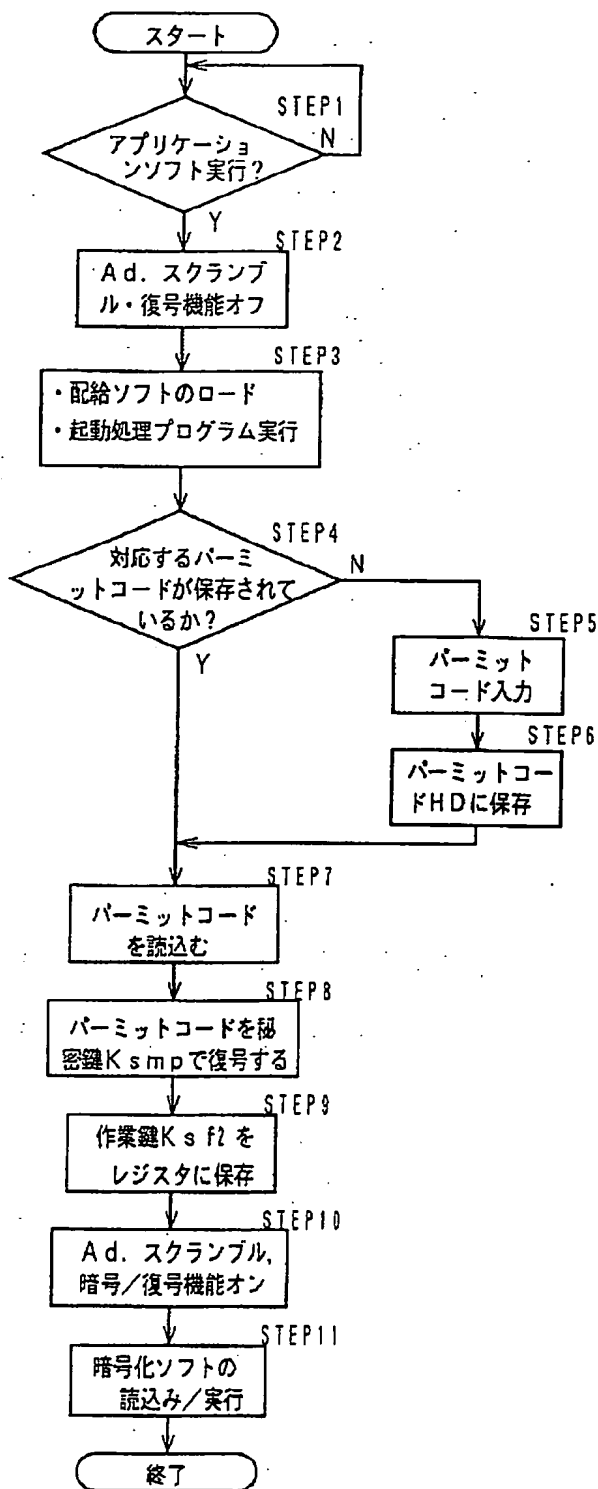 スタート
STEP1
アプリケーショ
ンソフト実行?
N
Y
STEP2
Ad. スクランブ
ル・復号機能オフ
STEP3
・配給ソフトのロード
・起動処理プログラム実行
STEP4
対応するパーミ
ットコードが保存されて
いるか?
N
Y
STEP5
パーミット
コード入力
STEP6
パーミットコー
ドHDに保存
STEP7
パーミットコード
を読込む
STEP8
パーミットコードを秘
密鍵Ksmpで復号する
STEP9
作業鍵Ksf2を
レジスタに保存
STEP10
Ad. スクランブル,
暗号/復号機能オン
STEP11
暗号化ソフトの
読込み/実行
終了